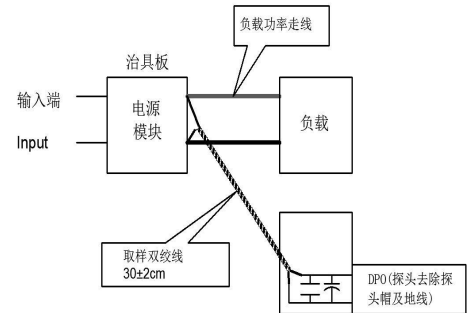 负载功率走线
治具板
输入端
Input
电源
模块
负载
取样双绞线
30±2cm
DPO(探头去除探
头帽及地线)